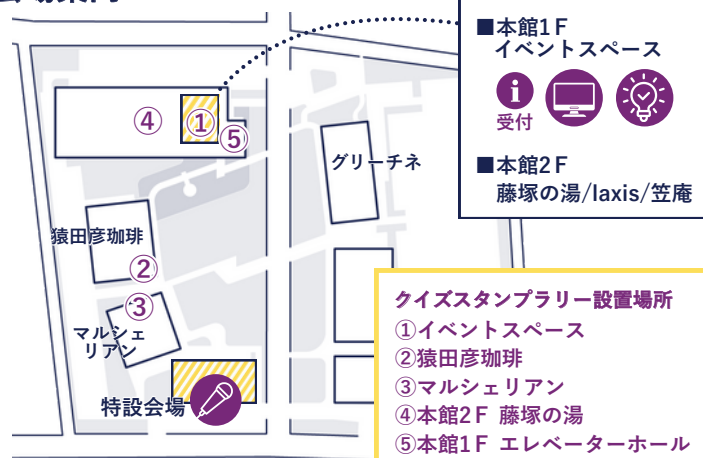 ■本館1F
イベントスペース
i
受付
■本館2F
藤塚の湯/laxis/笠庵
④
①
⑤
グリーチネ
猿田彦珈琲
②
③
マルシェ
リアン
特設会場
クイズスタンプラリー設置場所
①イベントスペース
②猿田彦珈琲
③マルシェリアン
④本館2F 藤塚の湯
⑤本館1F エレベーターホール